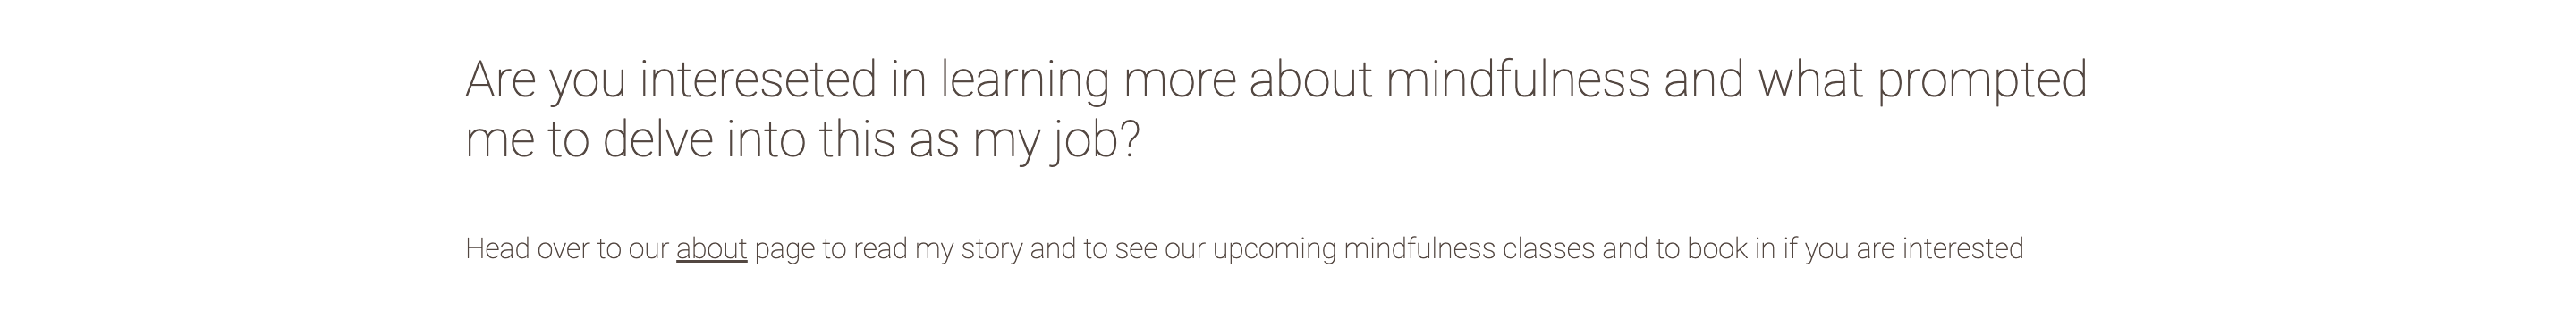 Are you intereseted in learning more about mindfulness and what prompted
me to delve into this as my job?
Head over to our about page to read my story and to see our upcoming mindfulness classes and to book in if you are interested